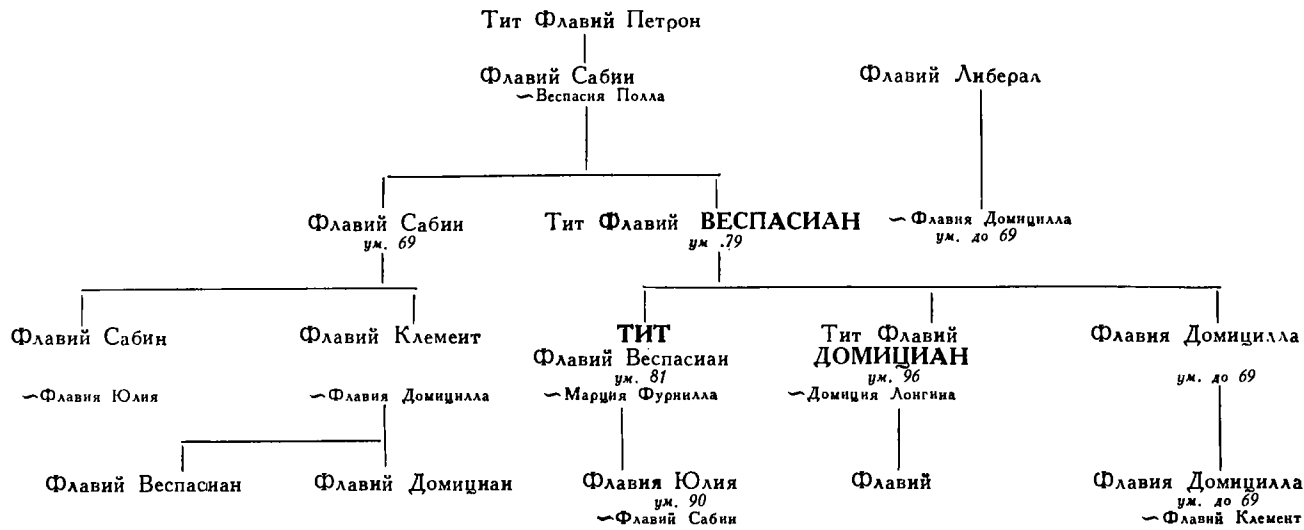 Тит Флавий Петрон
Флавий Сабии
~Веспасия Полла
Флавий Либерал
Флавий Сабии
ум. 69
Тит Флавий ВЕСПАСИАН
ум .79
~Флавия Домицилла
ум. до 69
Флавий Сабин
~Флавия Юлия
Флавий Клемеит
~Флавия Домицилла
ТИТ
Флавий Веспасиан
ум. 81
~Марция Фурнилла
Тит Флавий
ДОМИЦИАН
ум. 96
~Домиция Лонгина
Флавия Домицилла
ум. до 69
Флавий Веспасиан
Флавий Домициан
Флавия Юлия
ум. 90
~Флавий Сабин
Флавий
Флавия Домицилла
ум. до 69
~Флавий Клемент